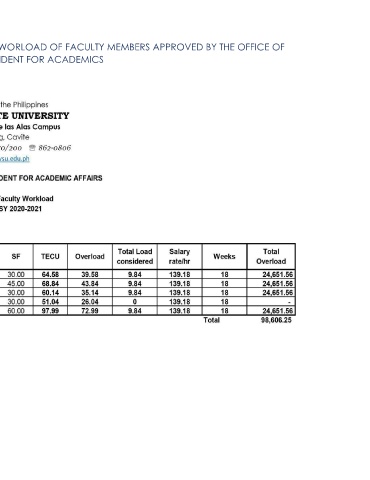 WORLOAD OF FACULTY MEMBERS APPROVED BY THE OFFICE OF
IDENT FOR ACADEMICS
the Philippines
TE UNIVERSITY
e las Alas Campus
g, Cavite
70/200 ☏ 862-0806
vsu.edu.ph
DENT FOR ACADEMIC AFFAIRS
Faculty Workload
SY 2020-2021
SF TECU Overload Total Load considered Salary rate/hr Weeks Total Overload
30.00 64.58 39.58 9.84 139.18 18 24,651.56
45.00 68.84 43.84 9.84 139.18 18 24,651.56
30.00 60.14 35.14 9.84 139.18 18 24,651.56
30.00 51.04 26.04 0 139.18 18 -
60.00 97.99 72.99 9.84 139.18 18 24,651.56
Total 98,606.25